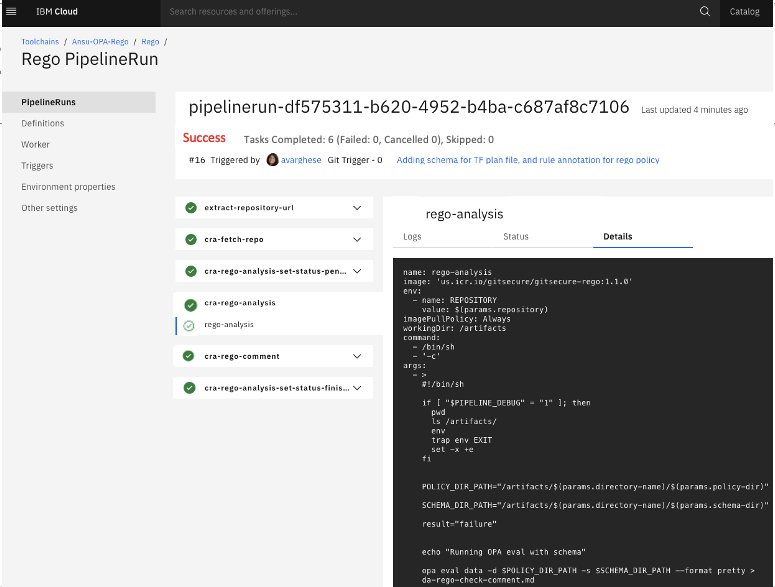 IBM Cloud
Search resources and offerings...
Catalog
Toolchains / Ansu-OPA-Rego / Rego /
Rego PipelineRun
PipelineRuns
Definitions
Worker
Triggers
Environment properties
Other settings
pipelinerun-df575311-b620-4952-b4ba-c687af8c7106 Last updated 4 minutes ago
Success Tasks Completed: 6 (Failed: 0, Cancelled 0), Skipped: 0
#16 Triggered by avarghese Git Trigger - 0 Adding schema for TF plan file, and rule annotation for rego policy
extract-repository-url
cra-fetch-repo
cra-rego-analysis-set-status-pen...
cra-rego-analysis
rego-analysis
cra-rego-comment
cra-rego-analysis-set-status-finis...
rego-analysis
Logs Status Details
name: rego-analysis
image: 'us.icr.io/gitsecure/gitsecure-rego:1.1.0'
env:
- name: REPOSITORY
value: $(params.repository)
imagePullPolicy: Always
workingDir: /artifacts
command:
- /bin/sh
- '-c'
args:
- >
#!/bin/sh
if [ "$PIPELINE_DEBUG" = "1" ]; then
pwd
ls /artifacts/
env
trap env EXIT
set -x +e
fi
POLICY_DIR_PATH="/artifacts/$(params.directory-name)/$(params.policy-dir)"
SCHEMA_DIR_PATH="/artifacts/$(params.directory-name)/$(params.schema-dir)"
result="failure"
echo "Running OPA eval with schema"
opa eval data -d $POLICY_DIR_PATH -s $SCHEMA_DIR_PATH --format pretty >
da-rego-check-comment.md